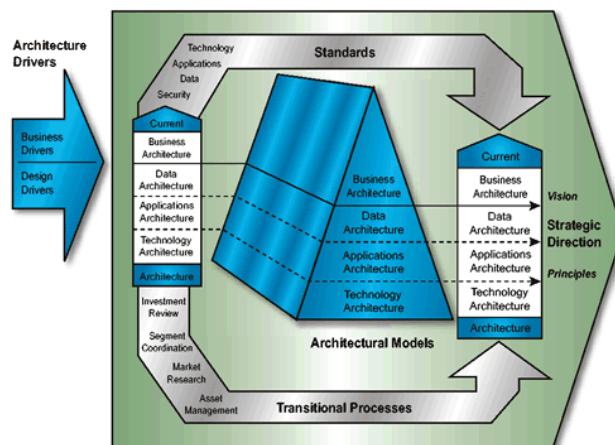 Architecture
Drivers
Business
Drivers
Design
Drivers
Technology
Applications
Data
Security
Standards
Current
Business
Architecture
Data
Architecture
Applications
Architecture
Technology
Architecture
Architecture
Investment
Review
Segment
Coordination
Market
Research
Asset
Management
Transitional Processes
Business
Architecture
Data
Architecture
Applications
Architecture
Technology
Architecture
Architectural Models
Current
Business
Architecture
Data
Architecture
Applications
Architecture
Technology
Architecture
Architecture
Vision
Strategic
Direction
Principles